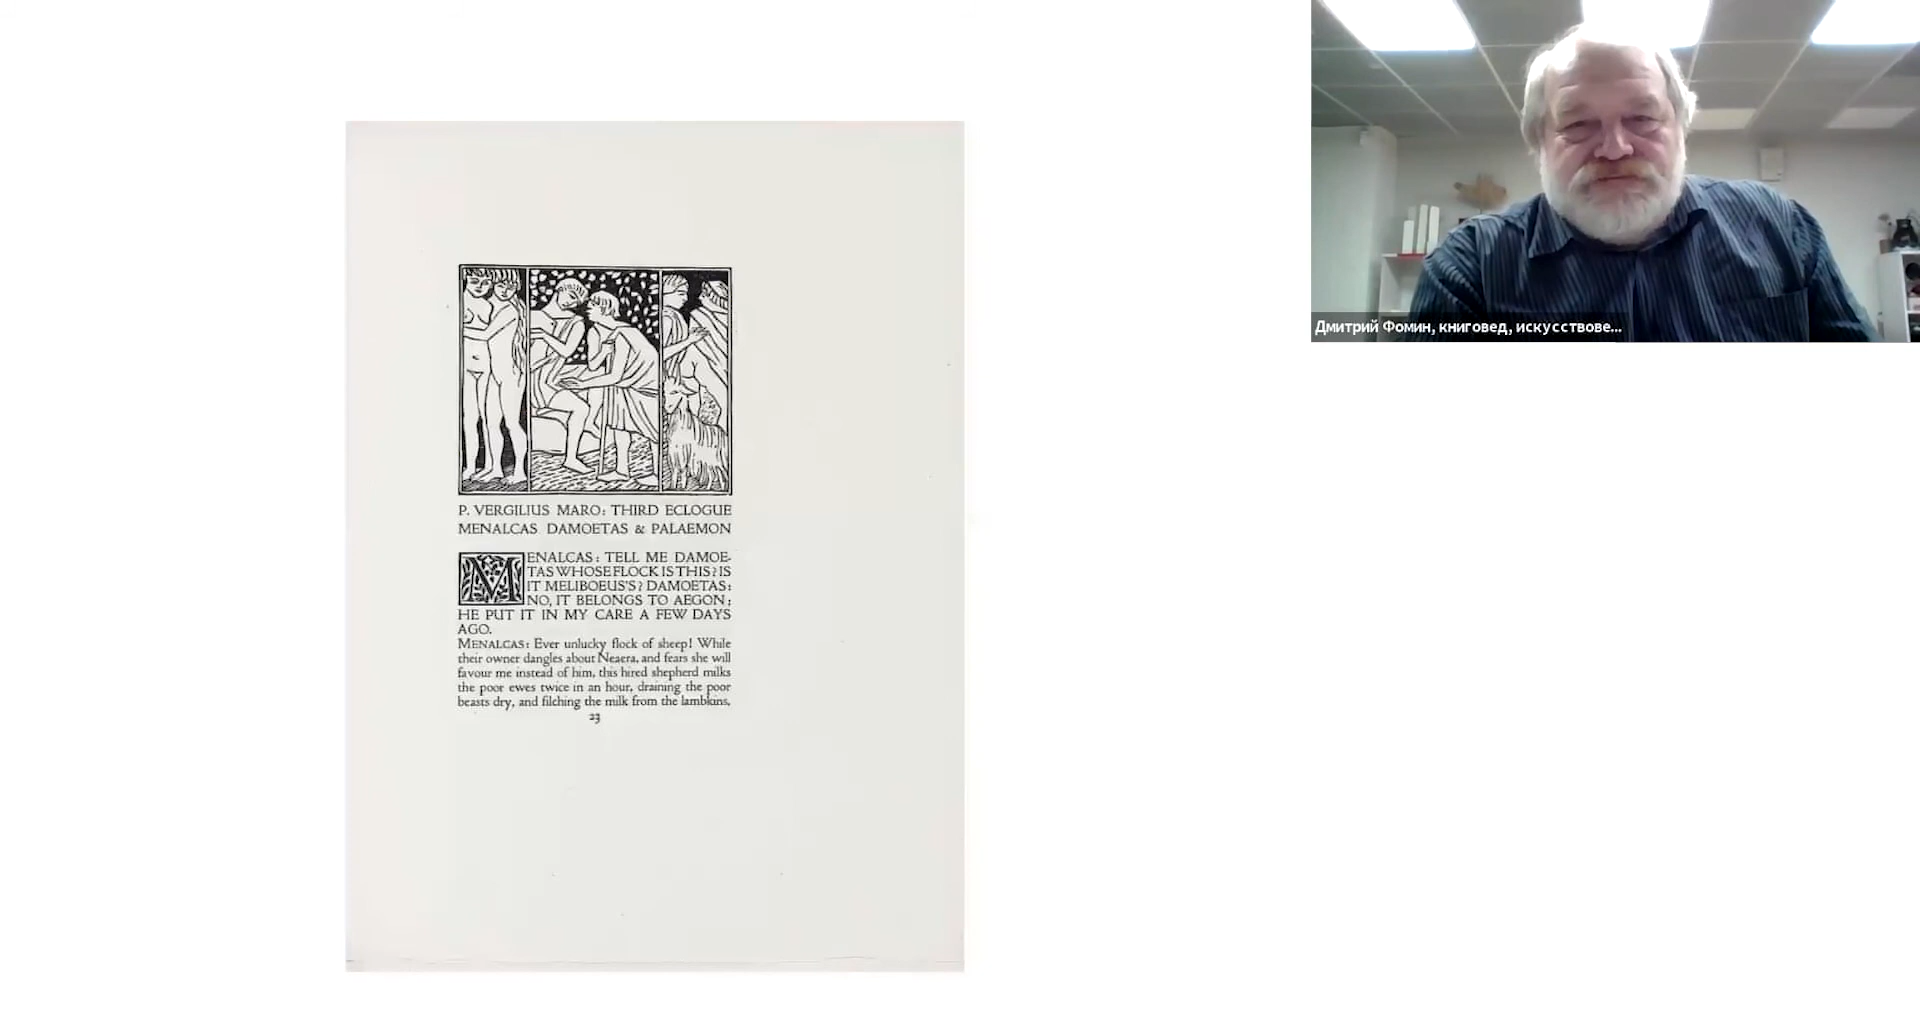 P. VERGILIUS MARO: THIRD ECLOGUE
MENALCAS DAMOETAS & PALAEMON
MENALCAS: TELL ME DAMOE-
TAS WHOSE FLOCK IS THIS? IS
IT MELIBOEUS'S? DAMOETAS:
NO, IT BELONGS TO AEGON;
HE PUT IT IN MY CARE A FEW DAYS
AGO.
MENALCAS: Ever unlucky flock of sheep! While
their owner dangles about Neaera, and fears she will
favour me instead of him, this hired shepherd milks
the poor ewes twice in an hour, draining the poor
beasts dry, and filching the milk from the lambkins,
23
Дмитрий Фомин, книговед, искусствове...